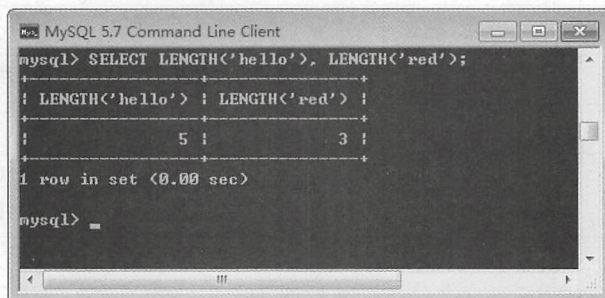 MySQL 5.7 Command Line Client
mysql> SELECT LENGTH('hello'), LENGTH('red');
+-----------------+---------------+
| LENGTH('hello') | LENGTH('red') |
+-----------------+---------------+
|               5 |             3 |
+-----------------+---------------+
1 row in set (0.00 sec)
mysql> _